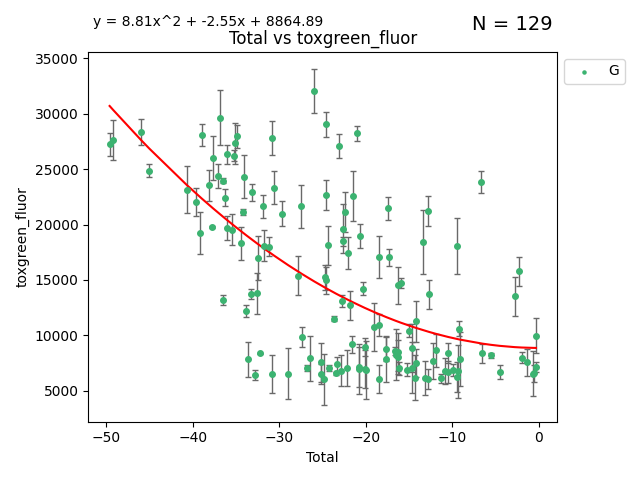 y = 8.81x^2 + -2.55x + 8864.89
N = 129
Total vs toxgreen_fluor
G
35000
30000
25000
20000
15000
10000
5000
toxgreen_fluor
−50
−40
−30
−20
−10
0
Total